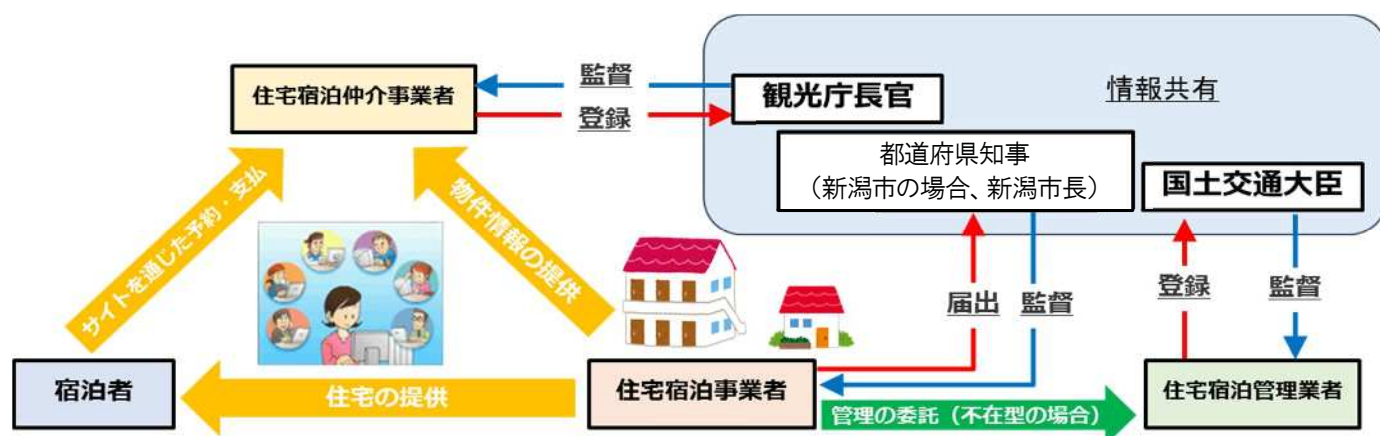 住宅宿泊仲介事業者
監督
登録
観光庁長官
情報共有
都道府県知事
（新潟市の場合、新潟市長）
国土交通大臣
サイトを通じた予約・支払
物件情報の提供
届出
監督
登録
監督
宿泊者
住宅の提供
住宅宿泊事業者
管理の委託（不在型の場合）
住宅宿泊管理業者